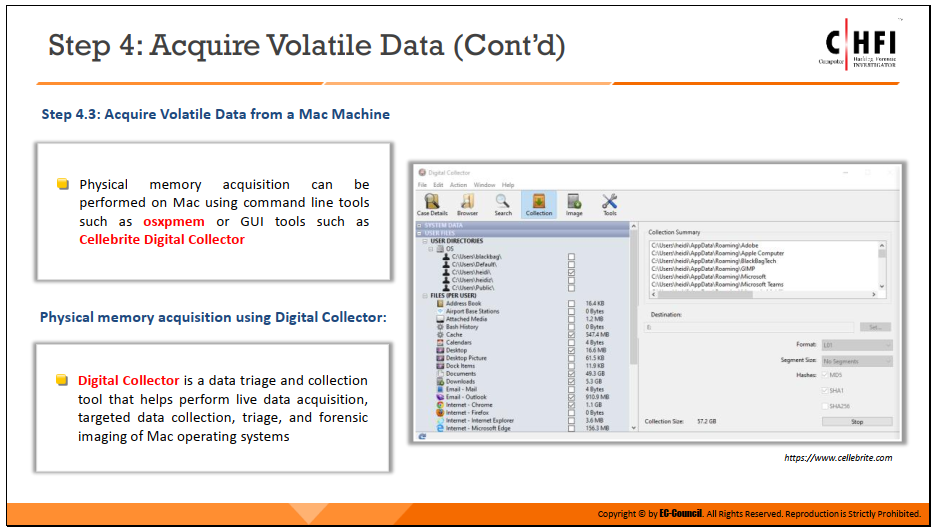 Step 4: Acquire Volatile Data (Cont’d)
CHFI
Computer Hacking Forensic
INVESTIGATOR
Step 4.3: Acquire Volatile Data from a Mac Machine
Physical memory acquisition can be
performed on Mac using command line tools
such as osxpmem or GUI tools such as
Cellebrite Digital Collector
Physical memory acquisition using Digital Collector:
Digital Collector is a data triage and collection
tool that helps perform live data acquisition,
targeted data collection, triage, and forensic
imaging of Mac operating systems
Digital Collector
File Edit Action Window Help
Case Details Browser Search Collection Image Tools
SYSTEM DATA
USER FILES
USER DIRECTORIES
OS
C:\Users\blackbag\
C:\Users\Default\
C:\Users\heidi\
C:\Users\heidiz\
C:\Users\Public\
FILES (PER USER)
Address Book 16.4 KB
Airport Base Stations 0 Bytes
Attached Media 1.2 MB
Bash History 0 Bytes
Cache 547.4 MB
Calendars 4 Bytes
Desktop 16.6 MB
Desktop Picture 61.5 KB
Dock Items 11.9 KB
Documents 49.3 GB
Downloads 5.3 GB
Email - Mail 4 Bytes
Email - Outlook 910.9 MB
Internet - Chrome 1.1 GB
Internet - Firefox 0 Bytes
Internet - Internet Explorer 3.6 MB
Internet - Microsoft Edge 156.3 MB
Collection Summary
C:\Users\heidi\AppData\Roaming\Adobe
C:\Users\heidi\AppData\Roaming\Apple Computer
C:\Users\heidi\AppData\Roaming\BlackBagTech
C:\Users\heidi\AppData\Roaming\GIMP
C:\Users\heidi\AppData\Roaming\Microsoft
C:\Users\heidi\AppData\Roaming\Microsoft Teams
Destination:
E: Set...
Format: L01
Segment Size: No Segments
Hashes: MD5
SHA1
SHA256
Collection Size: 57.2 GB Stop
https://www.cellebrite.com
Copyright © by EC-Council. All Rights Reserved. Reproduction is Strictly Prohibited.